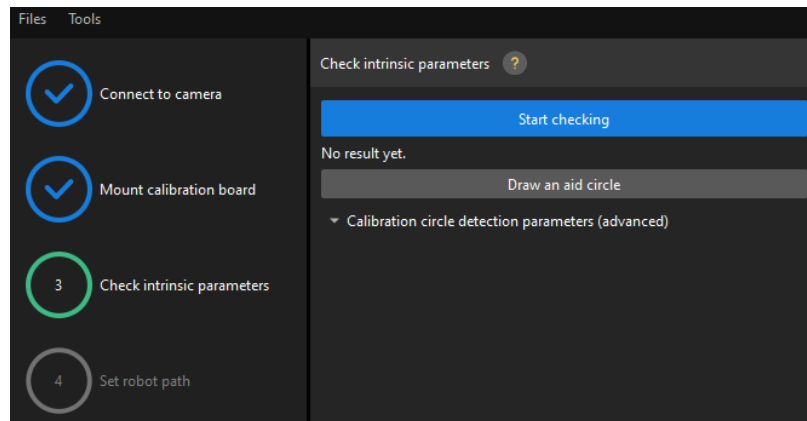 Files Tools
Connect to camera
Mount calibration board
3 Check intrinsic parameters
4 Set robot path
Check intrinsic parameters ?
Start checking
No result yet.
Draw an aid circle
Calibration circle detection parameters (advanced)